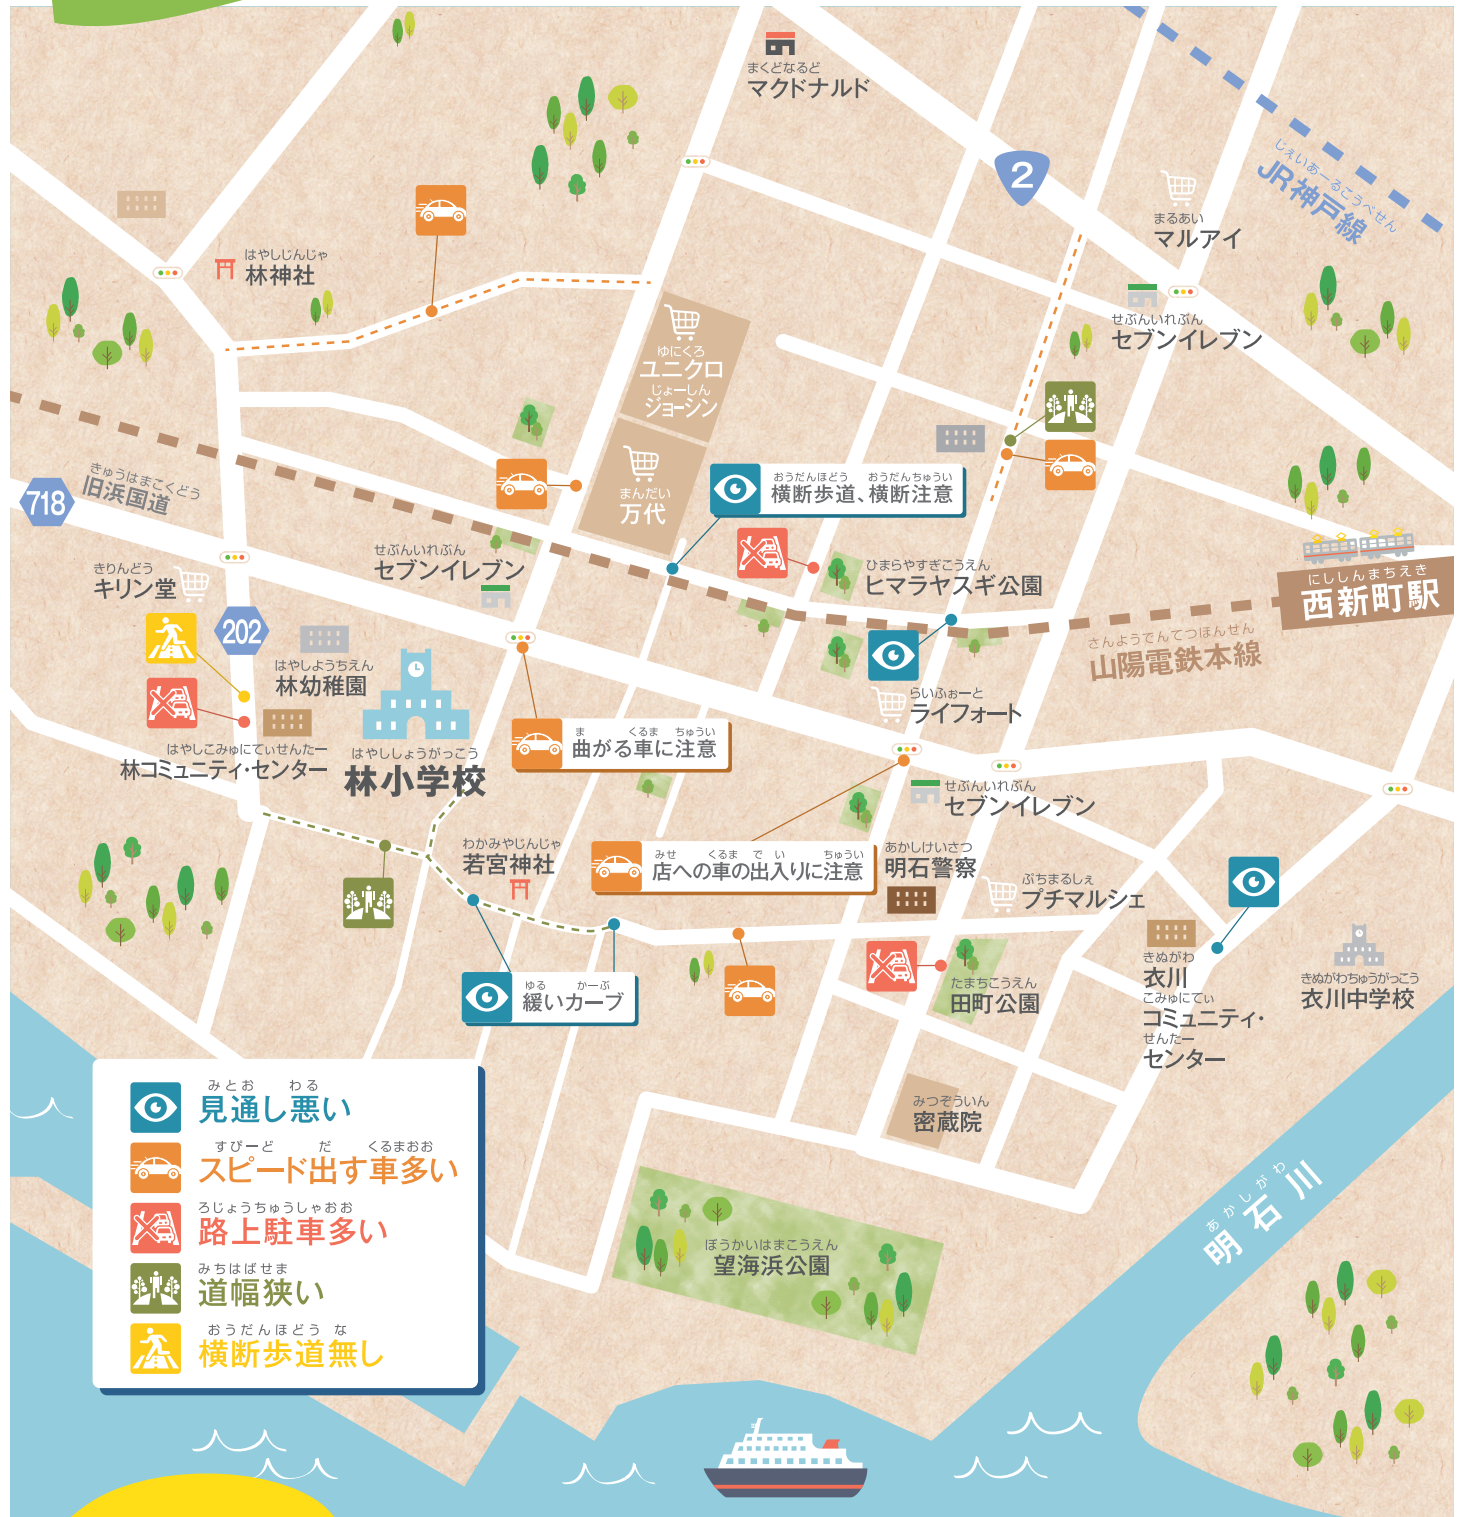 まくどなるど
マクドナルド
2
じぇいあーるこうべせん
JR神戸線
まるあい
マルアイ
はやしじんじゃ
林神社
せぶんいれぶん
セブンイレブン
ゆにくろ
ユニクロ
じょーしん
ジョーシン
まんだい
万代
きゅうはまこくどう
旧浜国道
718
おうだんほどう おうだんちゅうい
横断歩道、横断注意
せぶんいれぶん
セブンイレブン
ひまらやすぎこうえん
ヒマラヤスギ公園
きりんどう
キリン堂
にししんまちえき
西新町駅
202
さんようでんてつほんせん
山陽電鉄本線
はやしようちえん
林幼稚園
らいふぉーと
ライフォート
ま くるま ちゅうい
曲がる車に注意
はやしこみゅにてぃせんたー
林コミュニティ・センター
はやししょうがっこう
林小学校
せぶんいれぶん
セブンイレブン
わかみやじんじゃ
若宮神社
みせ くるま で い ちゅうい
店への車の出入りに注意
あかしけいさつ
明石警察
ぷちまるしぇ
プチマルシェ
きぬがわ
衣川
こみゅにてぃ
コミュニティ・
せんたー
センター
きぬがわちゅうがっこう
衣川中学校
たまちこうえん
田町公園
ゆる かーぶ
緩いカーブ
みつぞういん
密蔵院
あかしがわ
明石川
ぼうかいはまこうえん
望海浜公園
みとお わる
見通し悪い
すぴーど だ くるまおお
スピード出す車多い
ろじょうちゅうしゃおお
路上駐車多い
みちはばせま
道幅狭い
おうだんほどう な
横断歩道無し